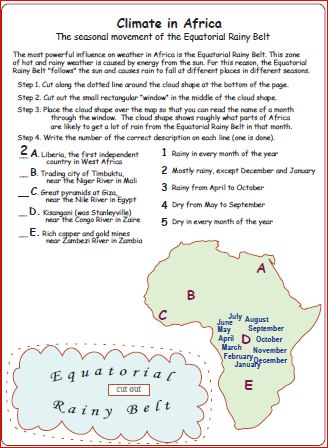 Climate in Africa
The seasonal movement of the Equatorial Rainy Belt
The most powerful influence on weather in Africa is the Equatorial Rainy Belt. This zone
of hot and rainy weather is caused by energy from the sun. For this reason, the Equatorial
Rainy Belt "follows" the sun and causes rain to fall at different places in different seasons.
Step 1. Cut along the dotted line around the cloud shape at the bottom of the page.
Step 2. Cut out the small rectangular "window" in the middle of the cloud shape.
Step 3. Place the cloud shape over the map so that you can read the name of a month
through the window. The cloud shape shows roughly what parts of Africa
are likely to get a lot of rain from the Equatorial Rainy Belt in that month.
Step 4. Write the number of the correct description on each line (one is done).
2 A. Liberia, the first independent
country in West Africa
__ B. Trading city of Timbuktu,
near the Niger River in Mali
__ C. Great pyramids at Giza,
near the Nile River in Egypt
__ D. Kisangani (was Stanleyville)
near the Congo River in Zaire
__ E. Rich copper and gold mines
near Zambezi River in Zambia
1 Rainy in every month of the year
2 Mostly rainy, except December and January
3 Rainy from April to October
4 Dry from May to September
5 Dry in every month of the year
A
B
C
July
June August
May September
April D October
March November
February December
January
E
Equatorial
cut out
Rainy Belt